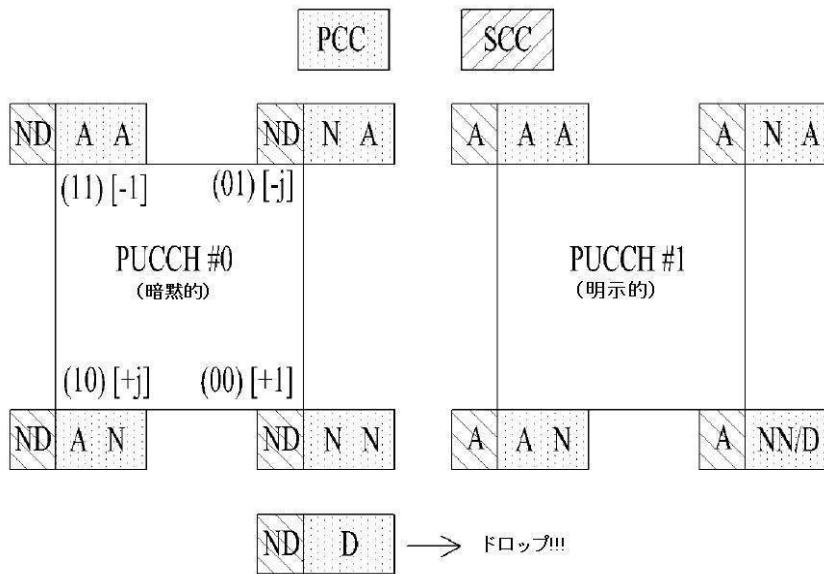 PCC SCC
ND A A ND N A A A A A N A
(11) [-1] (01) [-j]
PUCCH #0 PUCCH #1
(暗黙的) (明示的)
(10) [+j] (00) [+1]
ND A N ND N N A A N A NN/D
ND D ドロップ!!!